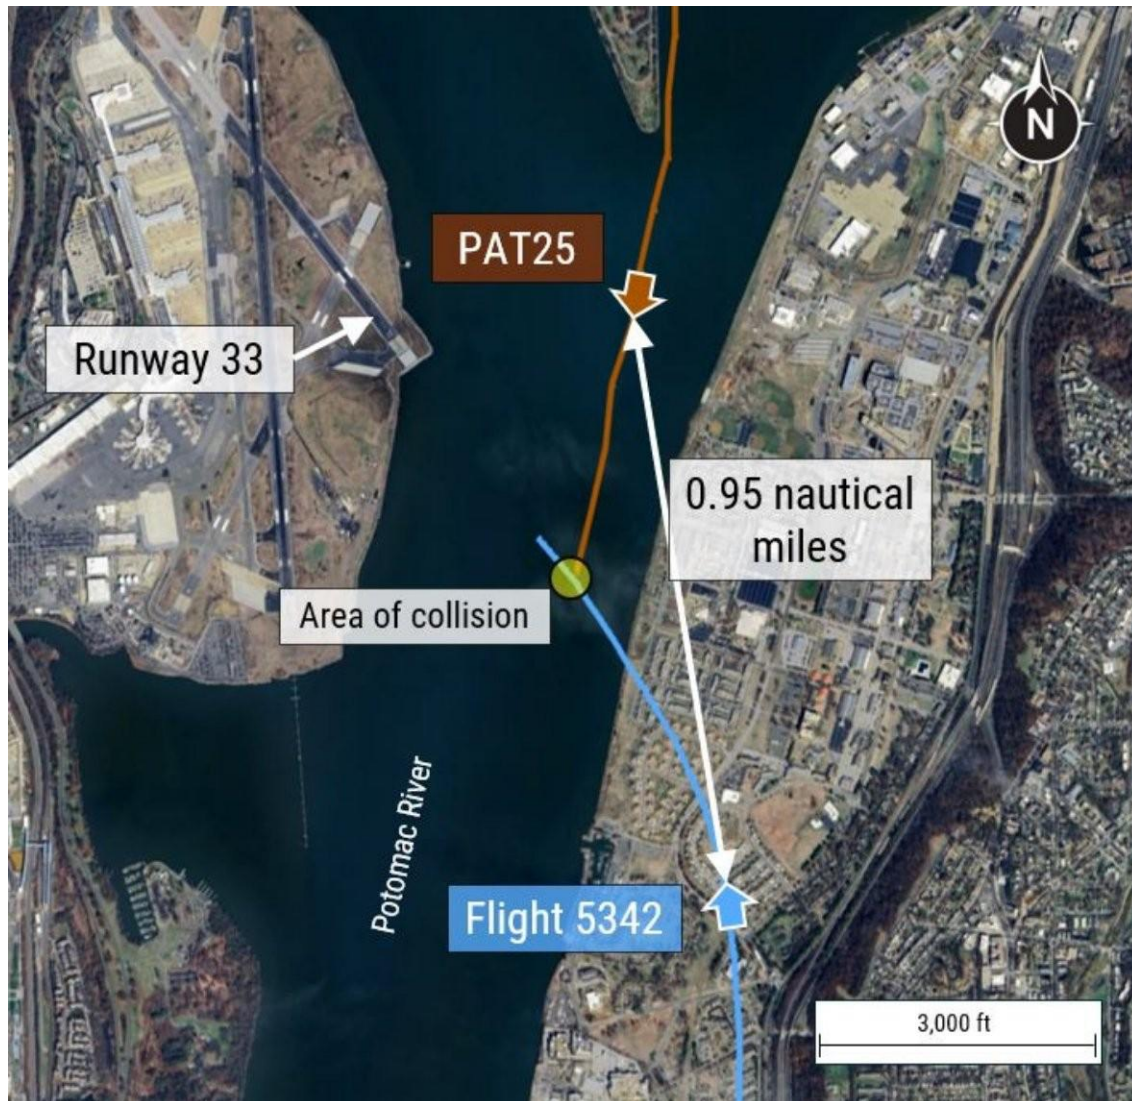 N
PAT25
Runway 33
0.95 nautical
miles
Area of collision
Potomac River
Flight 5342
3,000 ft